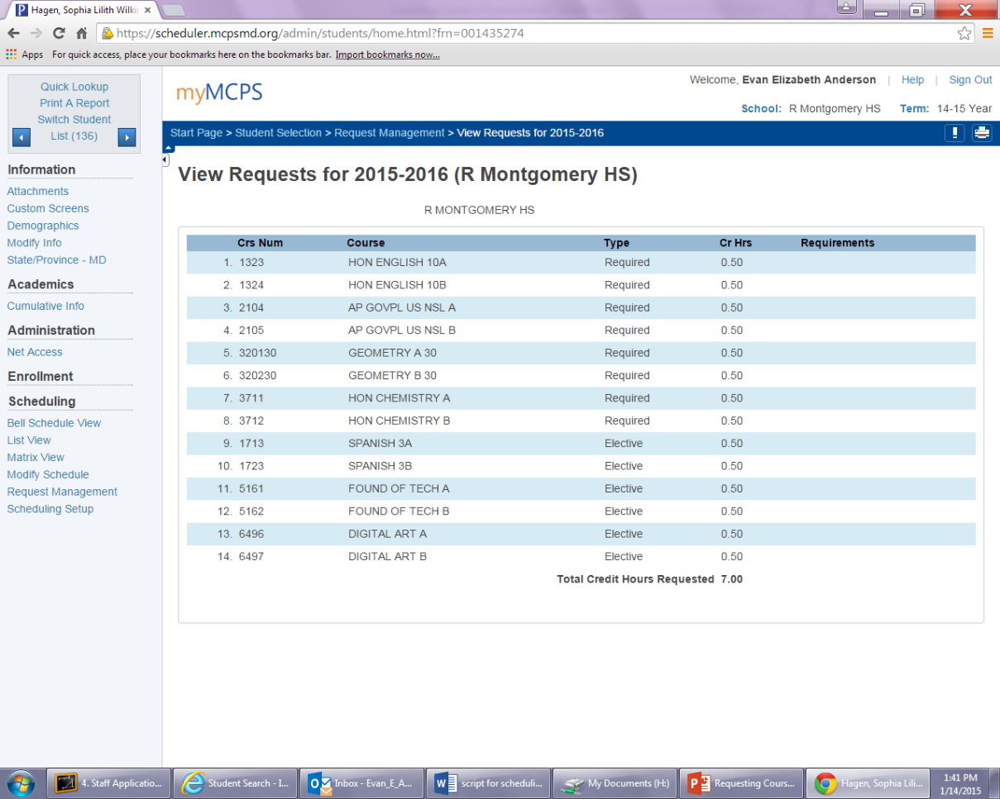 Hagen, Sophia Lilith Wilkin
https://scheduler.mcpsmd.org/admin/students/home.html?frn=001435274
Apps For quick access, place your bookmarks here on the bookmarks bar. Import bookmarks now...
Quick Lookup
Print A Report
Switch Student
List (136)
Information
Attachments
Custom Screens
Demographics
Modify Info
State/Province - MD
Academics
Cumulative Info
Administration
Net Access
Enrollment
Scheduling
Bell Schedule View
List View
Matrix View
Modify Schedule
Request Management
Scheduling Setup
myMCPS
Welcome, Evan Elizabeth Anderson | Help | Sign Out
School: R Montgomery HS Term: 14-15 Year
Start Page > Student Selection > Request Management > View Requests for 2015-2016
View Requests for 2015-2016 (R Montgomery HS)
R MONTGOMERY HS
Crs Num Course Type Cr Hrs Requirements
1. 1323 HON ENGLISH 10A Required 0.50
2. 1324 HON ENGLISH 10B Required 0.50
3. 2104 AP GOVPL US NSL A Required 0.50
4. 2105 AP GOVPL US NSL B Required 0.50
5. 320130 GEOMETRY A 30 Required 0.50
6. 320230 GEOMETRY B 30 Required 0.50
7. 3711 HON CHEMISTRY A Required 0.50
8. 3712 HON CHEMISTRY B Required 0.50
9. 1713 SPANISH 3A Elective 0.50
10. 1723 SPANISH 3B Elective 0.50
11. 5161 FOUND OF TECH A Elective 0.50
12. 5162 FOUND OF TECH B Elective 0.50
13. 6496 DIGITAL ART A Elective 0.50
14. 6497 DIGITAL ART B Elective 0.50
Total Credit Hours Requested 7.00
4. Staff Applicatio... Student Search - I... Inbox - Evan_E_A... script for scheduli... My Documents (H:) Requesting Cours... Hagen, Sophia Lili...
1:41 PM
1/14/2015